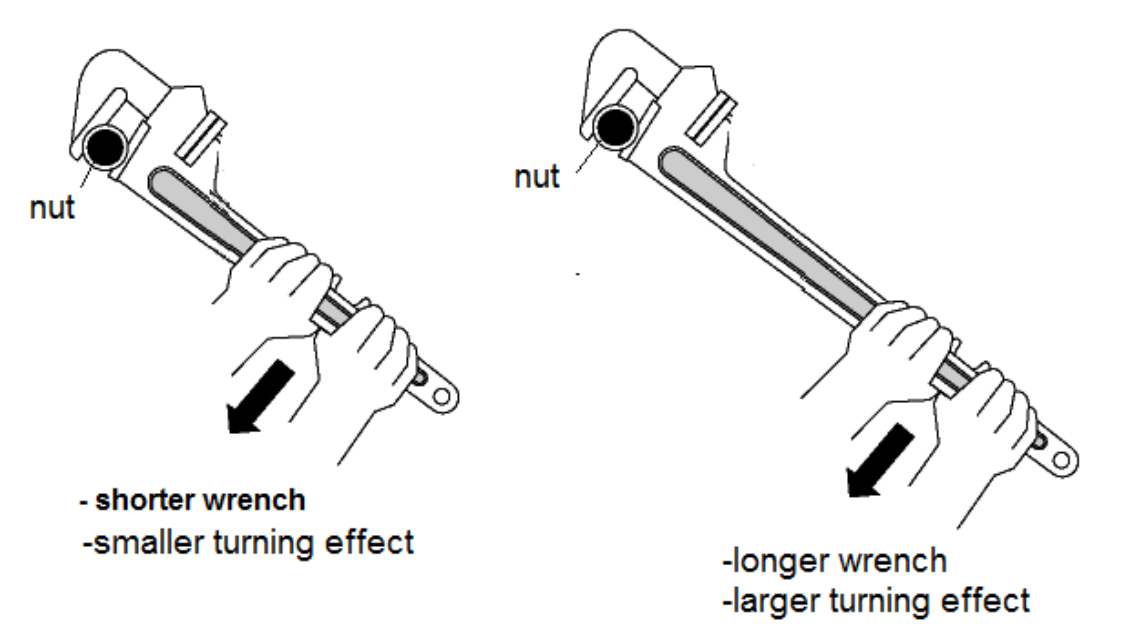 nut
- shorter wrench
-smaller turning effect
nut
-longer wrench
-larger turning effect